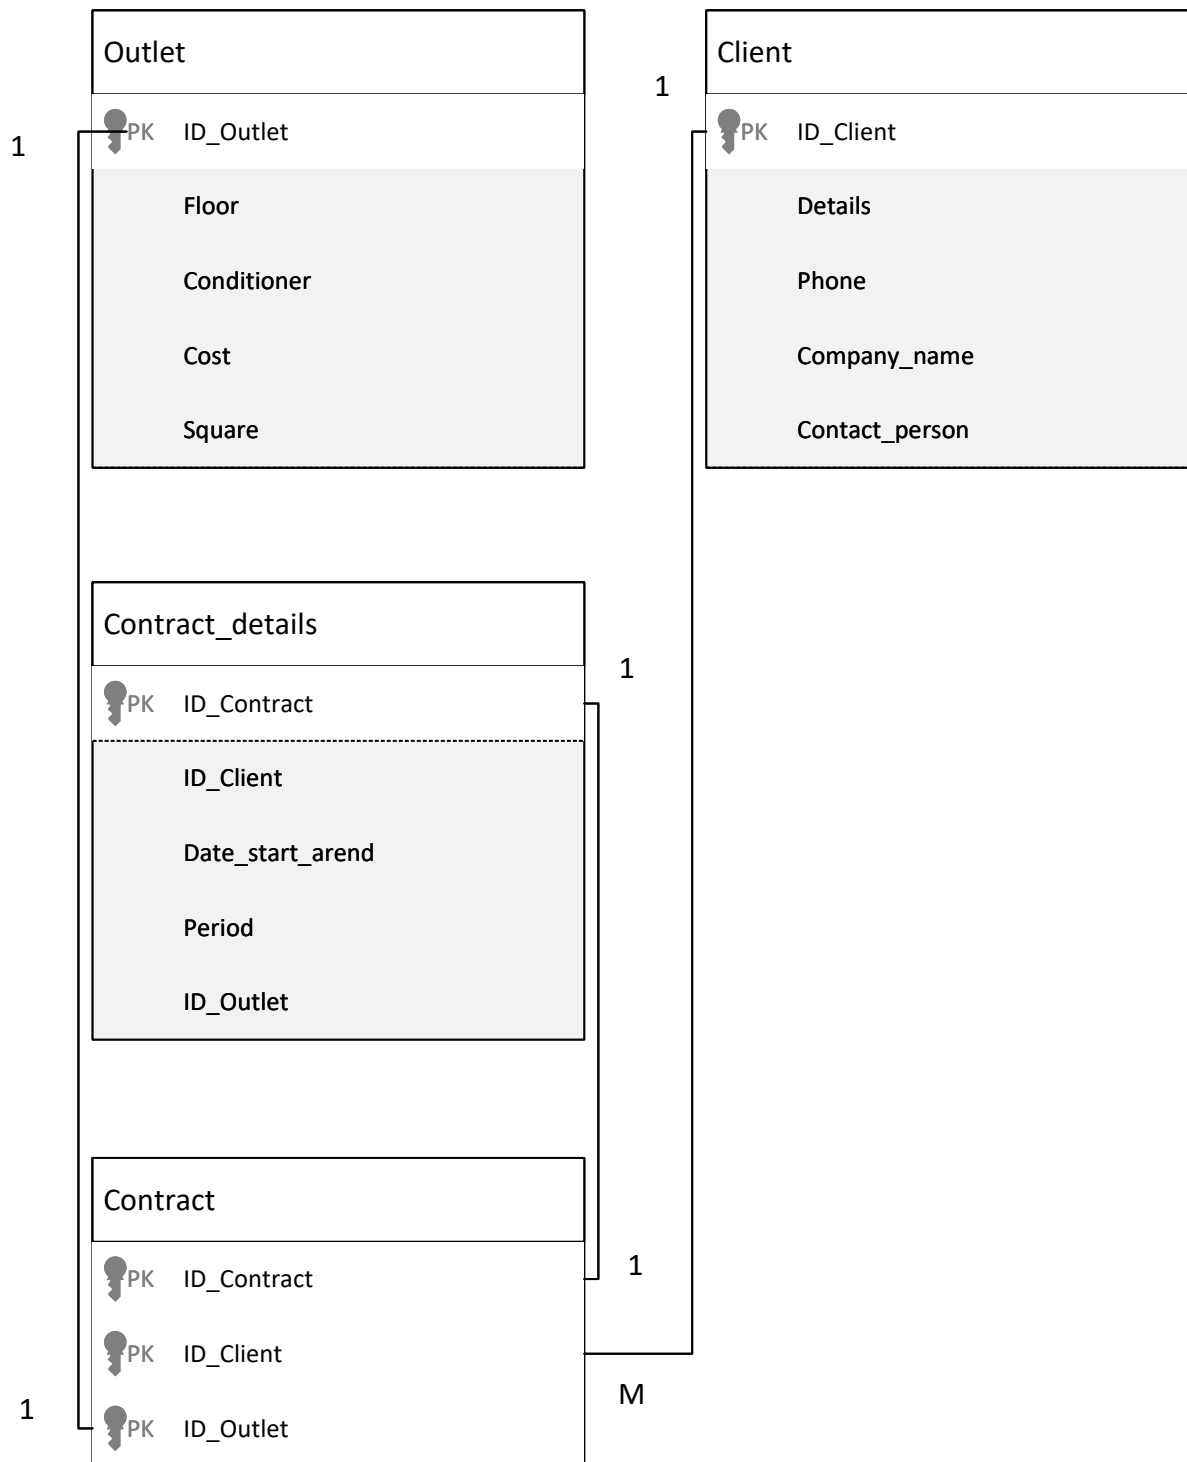 Outlet
1
PK ID_Outlet
Floor
Conditioner
Cost
Square
Client
1
PK ID_Client
Details
Phone
Company_name
Contact_person
Contract_details
1
PK ID_Contract
ID_Client
Date_start_arend
Period
ID_Outlet
Contract
PK ID_Contract
1
PK ID_Client
M
1
PK ID_Outlet